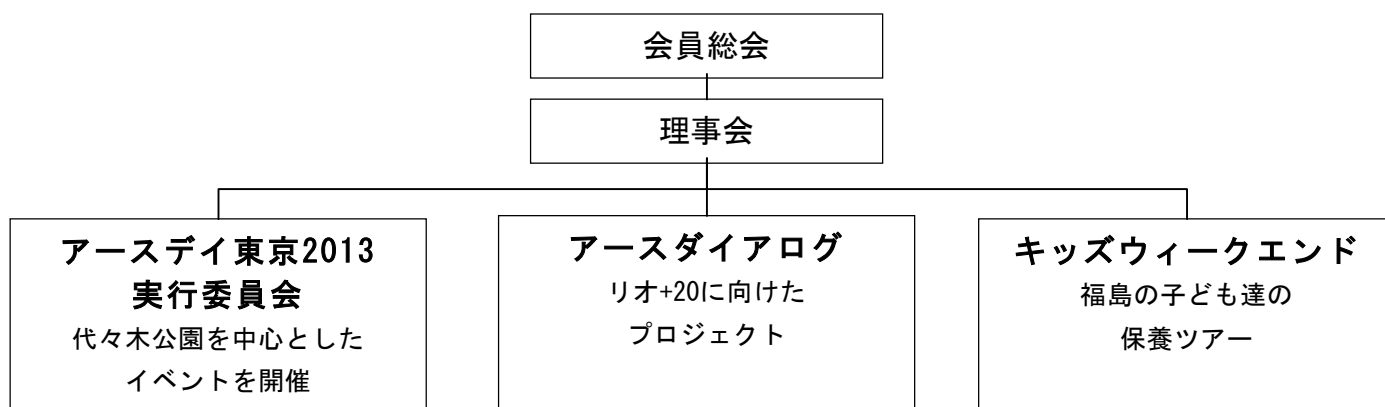 会員総会
理事会
アースデイ東京2013
実行委員会
代々木公園を中心とした
イベントを開催
アースダイアログ
リオ+20に向けた
プロジェクト
キッズウィークエンド
福島の子ども達の
保養ツアー